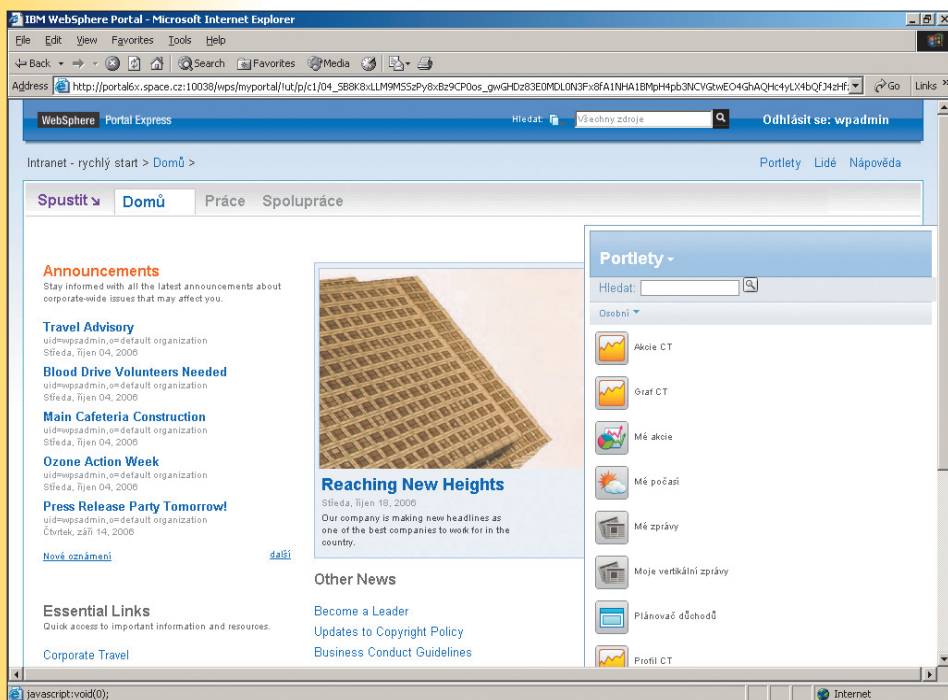 IBM WebSphere Portal - Microsoft Internet Explorer
File Edit View Favorites Tools Help
Back Search Favorites Media
Address http://portal6x.space.cz:10038/wps/myportal/!ut/p/c1/ Go Links »
WebSphere Portal Express Hledat: Všechny zdroje Odhlásit se: wpadmin
Intranet - rychlý start > Domů > Portlety Lidé Nápověda
Spustit Domů Práce Spolupráce
Announcements
Stay informed with all the latest announcements about
corporate-wide issues that may affect you.
Travel Advisory
uid=wpsadmin,o=default organization
Středa, říjen 04, 2006
Blood Drive Volunteers Needed
uid=wpsadmin,o=default organization
Středa, říjen 04, 2006
Main Cafeteria Construction
uid=wpsadmin,o=default organization
Středa, říjen 04, 2006
Ozone Action Week
uid=wpsadmin,o=default organization
Středa, říjen 04, 2006
Press Release Party Tomorrow!
uid=wpsadmin,o=default organization
Čtvrtek, září 14, 2006
Nové oznámení další
Essential Links
Quick access to important information and resources.
Corporate Travel
Reaching New Heights
Středa, říjen 18, 2006
Our company is making new headlines as
one of the best companies to work for in the
country.
Other News
Become a Leader
Updates to Copyright Policy
Business Conduct Guidelines
Portlety
Hledat:
Osobní
Akcie CT
Graf CT
Mé akcie
Mé počasí
Mé zprávy
Moje vertikální zprávy
Plánovač důchodů
Profil CT
javascript:void(0); Internet